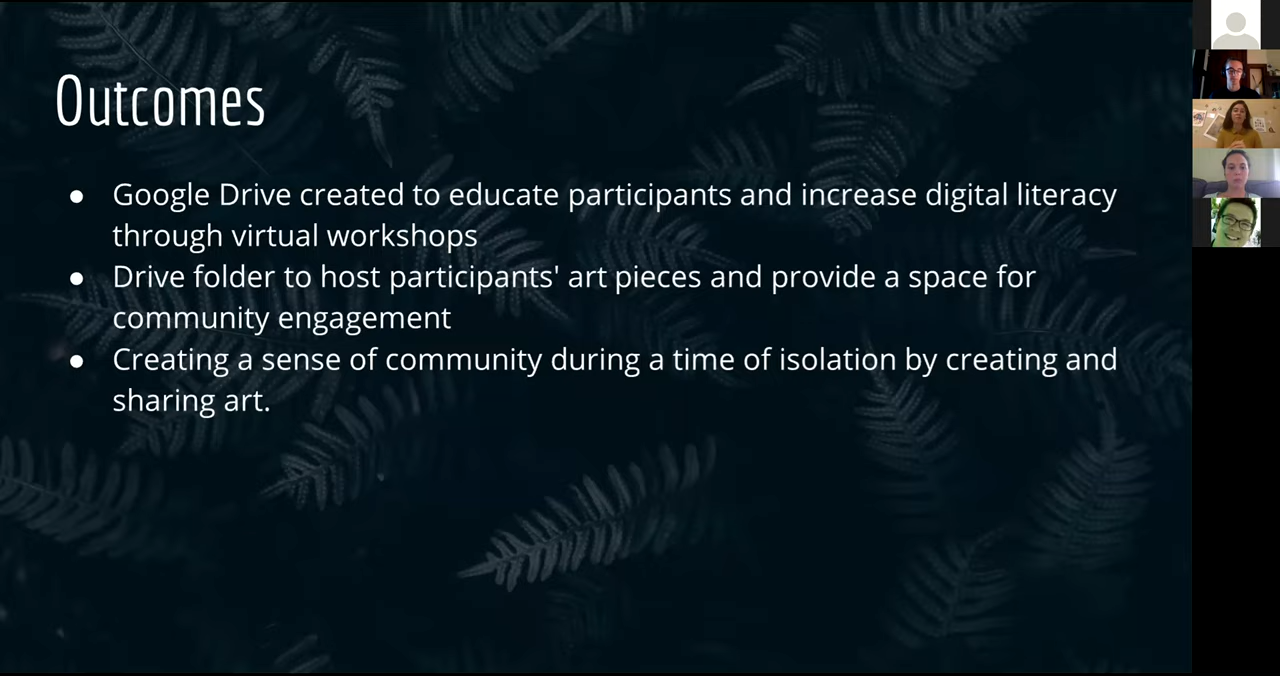 Outcomes
● Google Drive created to educate participants and increase digital literacy
through virtual workshops
● Drive folder to host participants' art pieces and provide a space for
community engagement
● Creating a sense of community during a time of isolation by creating and
sharing art.